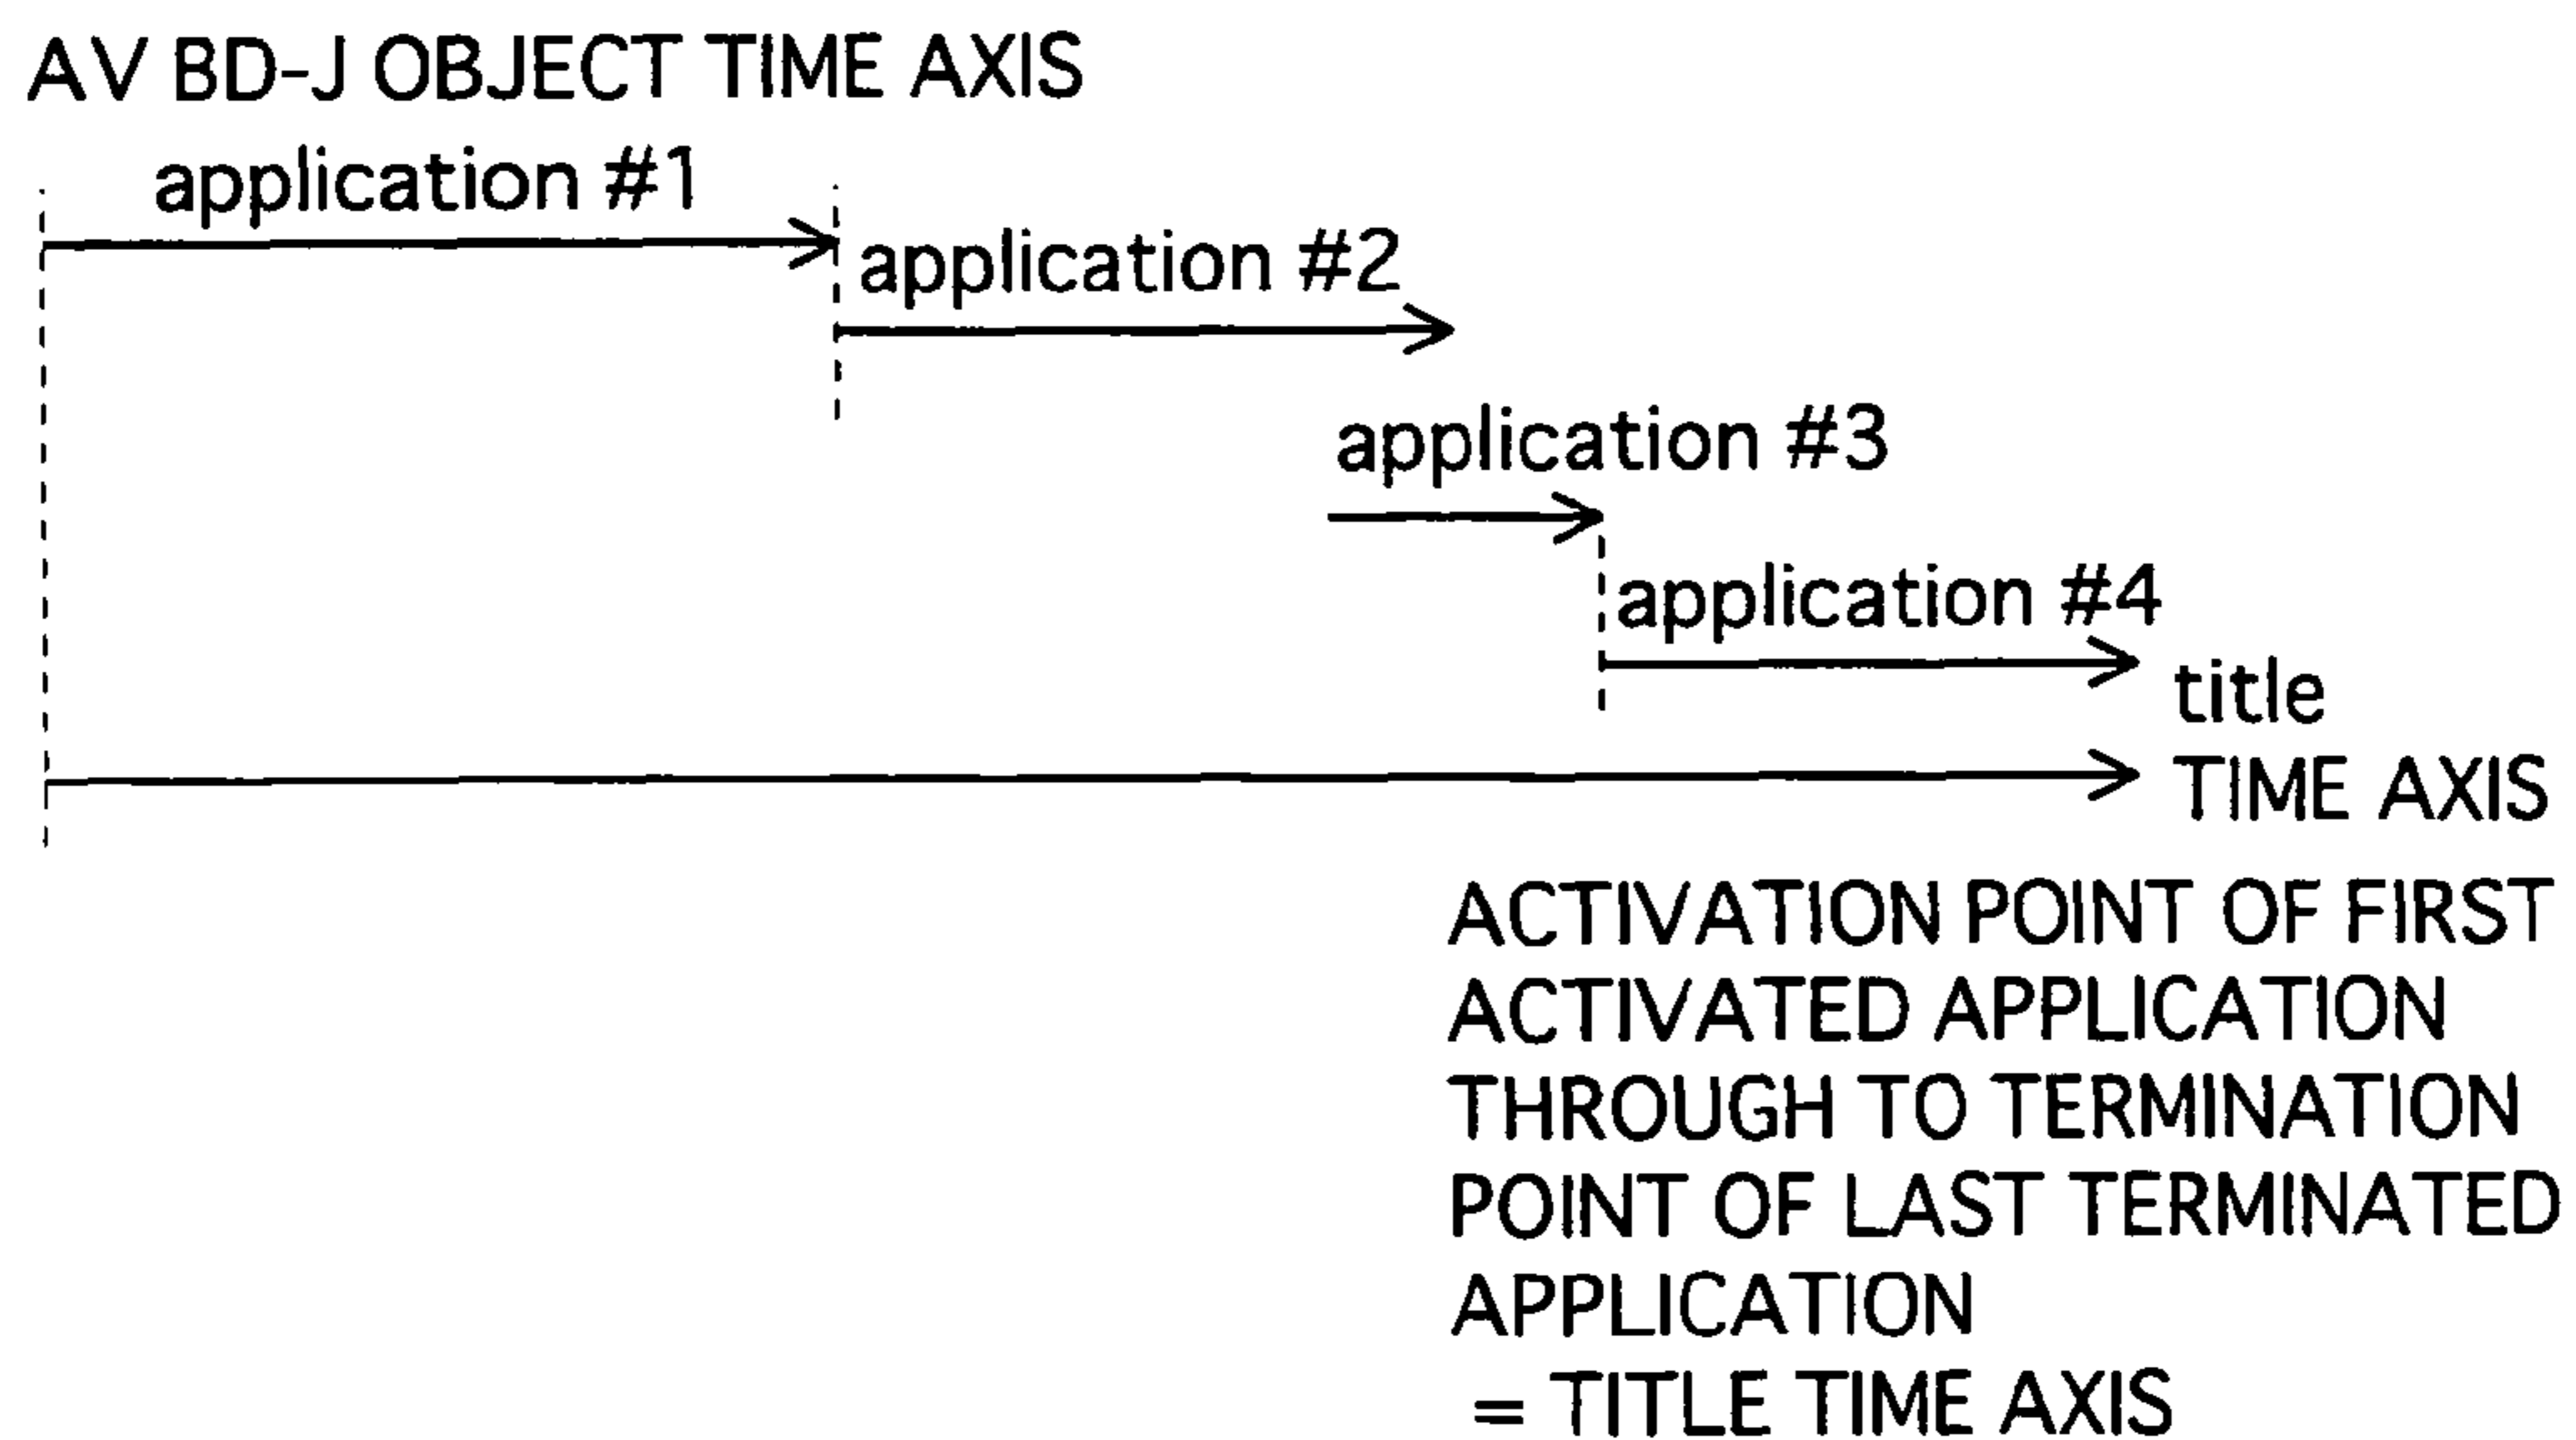 AV BD-J OBJECT TIME AXIS
application #1
application #2
application #3
application #4
title
TIME AXIS
ACTIVATION POINT OF FIRST
ACTIVATED APPLICATION
THROUGH TO TERMINATION
POINT OF LAST TERMINATED
APPLICATION
= TITLE TIME AXIS